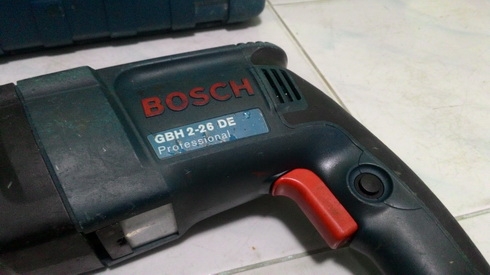 BOSCH
GBH 2-26 DE
Professional